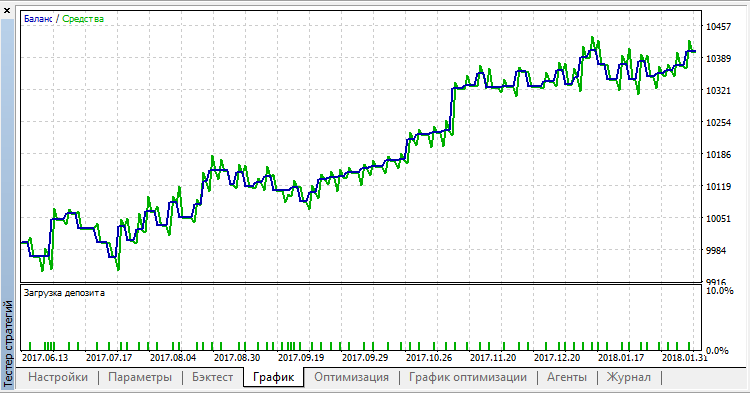 Баланс / Средства
10457
10389
10321
10254
10186
10119
10051
9984
9916
Загрузка депозита
10.0%
0.0%
2017.06.13 2017.07.17 2017.08.04 2017.08.30 2017.09.19 2017.09.29 2017.10.26 2017.11.20 2017.12.20 2018.01.17 2018.01.31
Тестер стратегий
Настройки Параметры Бэктест График Оптимизация График оптимизации Агенты Журнал